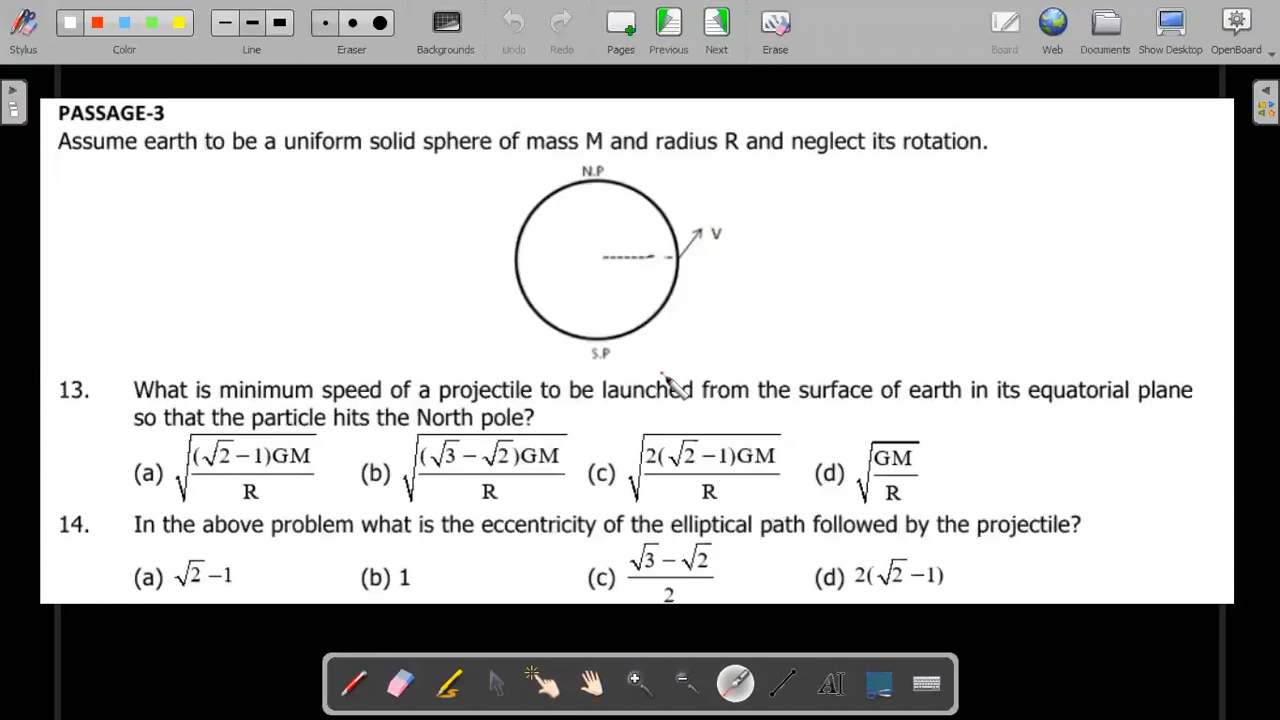 Stylus
Color
Line
Eraser
Backgrounds
Undo
Redo
Pages
Previous
Next
Erase
Board
Web
Documents
Show Desktop
OpenBoard
PASSAGE-3
Assume earth to be a uniform solid sphere of mass M and radius R and neglect its rotation.
N.P
V
S.P
13. What is minimum speed of a projectile to be launched from the surface of earth in its equatorial plane
so that the particle hits the North pole?
(a) √((√2 −1)GM / R) (b) √((√3 − √2)GM / R) (c) √(2(√2 −1)GM / R) (d) √(GM / R)
14. In the above problem what is the eccentricity of the elliptical path followed by the projectile?
(a) √2 −1 (b) 1 (c) (√3 − √2) / 2 (d) 2(√2 −1)
AI